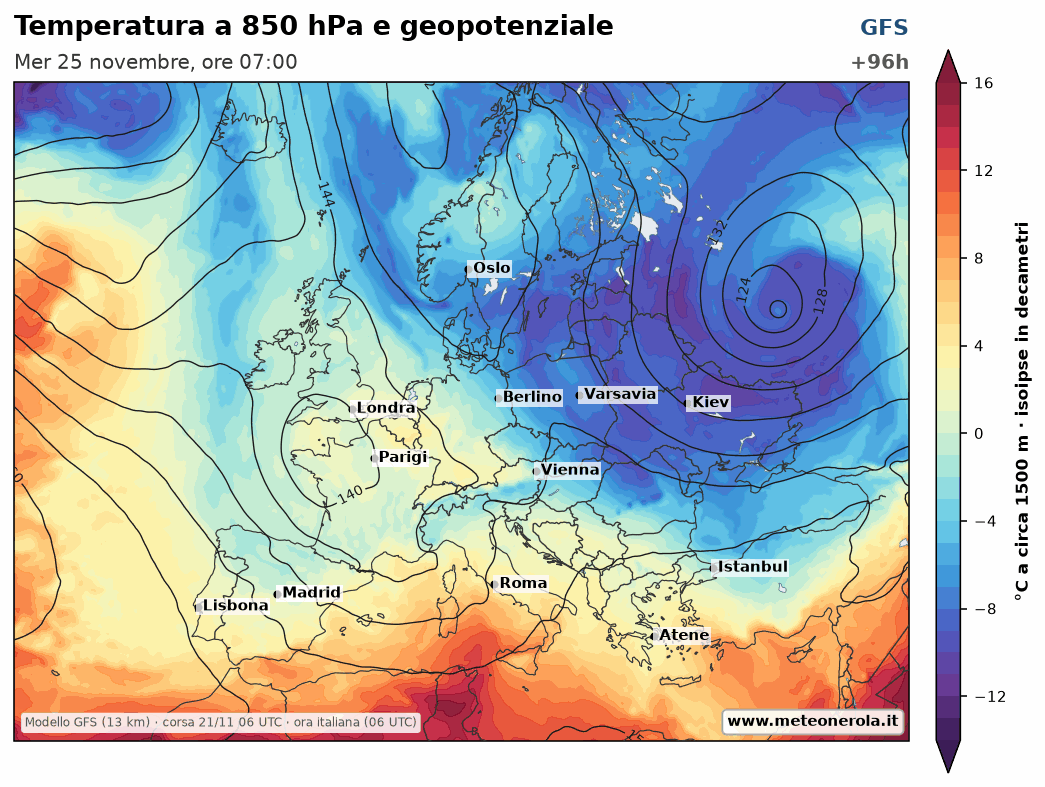 Temperatura a 850 hPa e geopotenziale
GFS
Mer 25 novembre, ore 07:00
+96h
16
12
8
4
0
−4
−8
−12
°C a circa 1500 m · isoipse in decametri
144
132
124
128
140
Oslo
Londra
Berlino
Varsavia
Kiev
Parigi
Vienna
Istanbul
Roma
Madrid
Lisbona
Atene
Modello GFS (13 km) · corsa 21/11 06 UTC · ora italiana (06 UTC)
www.meteonerola.it